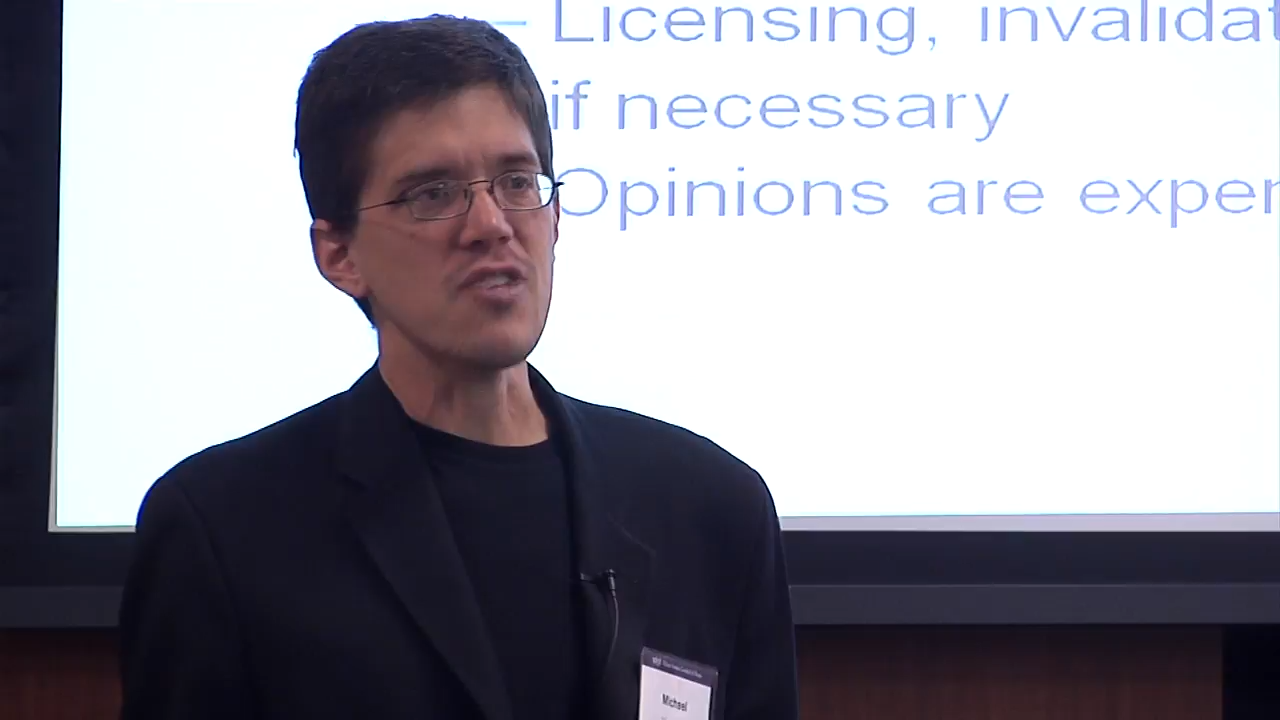 – Licensing, invalidat
if necessary
Opinions are exper
Michael